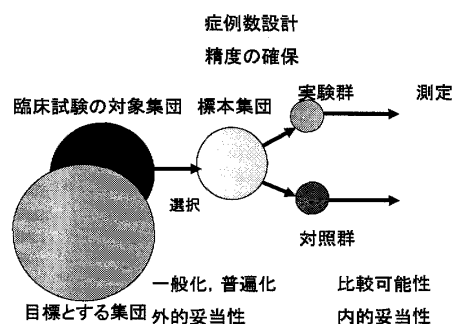 症例数設計
精度の確保
臨床試験の対象集団
標本集団
実験群
測定
選択
対照群
目標とする集団
一般化,普遍化
外的妥当性
比較可能性
内的妥当性